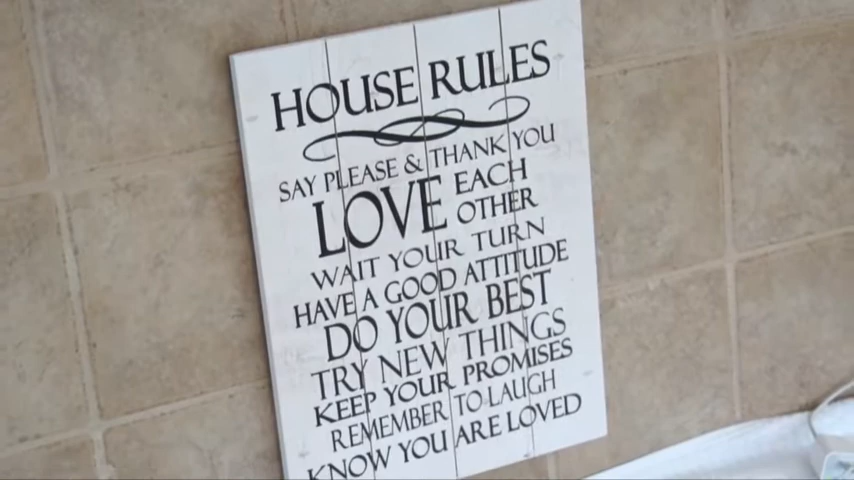 HOUSE RULES
SAY PLEASE & THANK YOU
LOVE EACH OTHER
WAIT YOUR TURN
HAVE A GOOD ATTITUDE
DO YOUR BEST
TRY NEW THINGS
KEEP YOUR PROMISES
REMEMBER TO LAUGH
KNOW YOU ARE LOVED